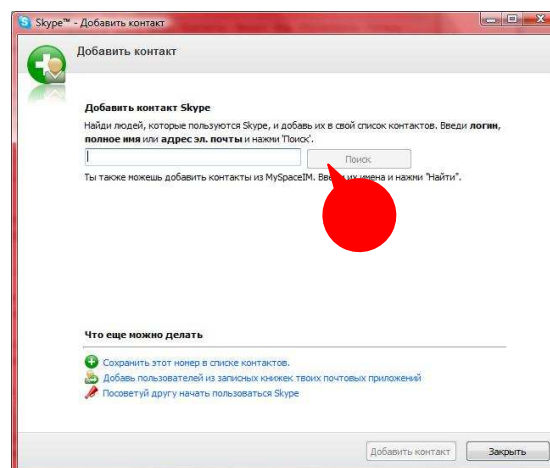 Skype™ - Добавить контакт
Добавить контакт
Добавить контакт Skype
Найди людей, которые пользуются Skype, и добавь их в свой список контактов. Введи логин,
полное имя или адрес эл. почты и нажми 'Поиск'.
Поиск
Ты также можешь добавить контакты из MySpaceIM. их имена и нажми "Найти".
Что еще можно делать
Сохранить этот номер в списке контактов.
Добавь пользователей из записных книжек твоих почтовых приложений
Посоветуй другу начать пользоваться Skype
Добавить контакт
Закрыть